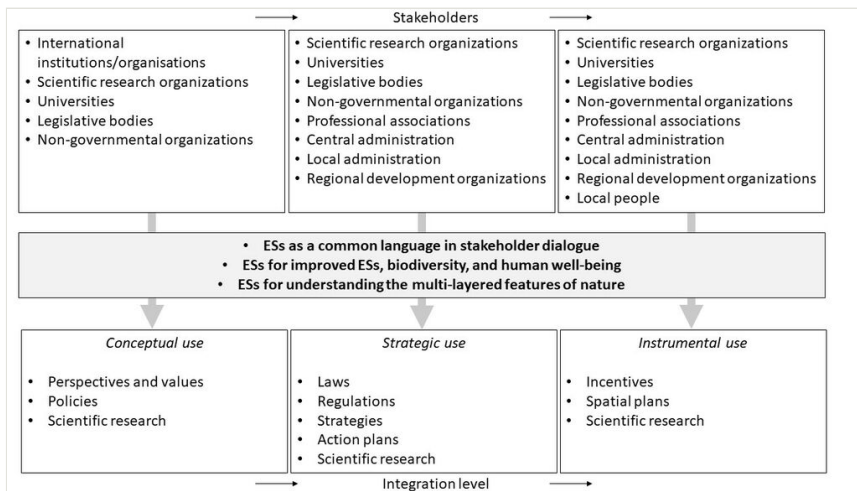 Stakeholders
• International
institutions/organisations
• Scientific research organizations
• Universities
• Legislative bodies
• Non-governmental organizations
• Scientific research organizations
• Universities
• Legislative bodies
• Non-governmental organizations
• Professional associations
• Central administration
• Local administration
• Regional development organizations
• Scientific research organizations
• Universities
• Legislative bodies
• Non-governmental organizations
• Professional associations
• Central administration
• Local administration
• Regional development organizations
• Local people
• ESs as a common language in stakeholder dialogue
• ESs for improved ESs, biodiversity, and human well-being
• ESs for understanding the multi-layered features of nature
Conceptual use
• Perspectives and values
• Policies
• Scientific research
Strategic use
• Laws
• Regulations
• Strategies
• Action plans
• Scientific research
Instrumental use
• Incentives
• Spatial plans
• Scientific research
Integration level